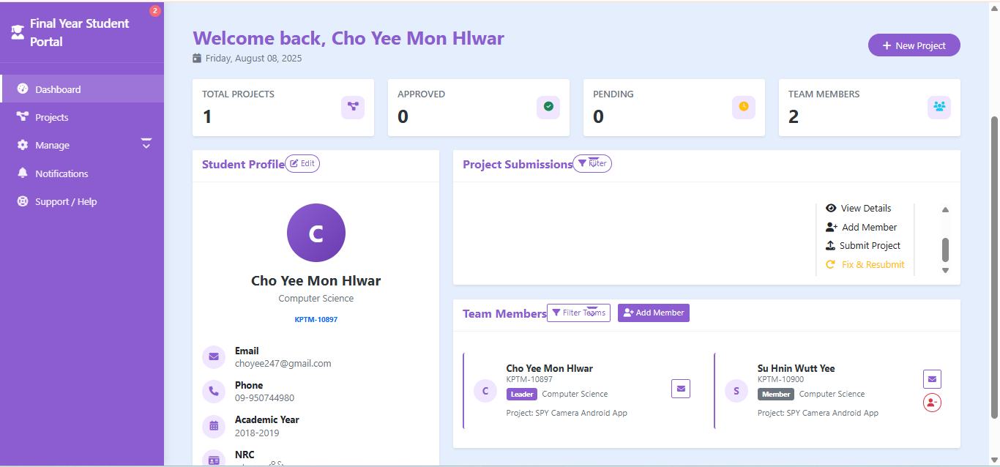 2
Final Year Student
Portal
Dashboard
Projects
Manage
Notifications
Support / Help
Welcome back, Cho Yee Mon Hlwar
Friday, August 08, 2025
+ New Project
TOTAL PROJECTS
1
APPROVED
0
PENDING
0
TEAM MEMBERS
2
Student Profile
Edit
C
Cho Yee Mon Hlwar
Computer Science
KPTM-10897
Email
choyee247@gmail.com
Phone
09-950744980
Academic Year
2018-2019
NRC
Project Submissions
Filter
View Details
Add Member
Submit Project
Fix & Resubmit
Team Members
Filter Teams
Add Member
C
Cho Yee Mon Hlwar
KPTM-10897
Leader Computer Science
Project: SPY Camera Android App
S
Su Hnin Wutt Yee
KPTM-10900
Member Computer Science
Project: SPY Camera Android App